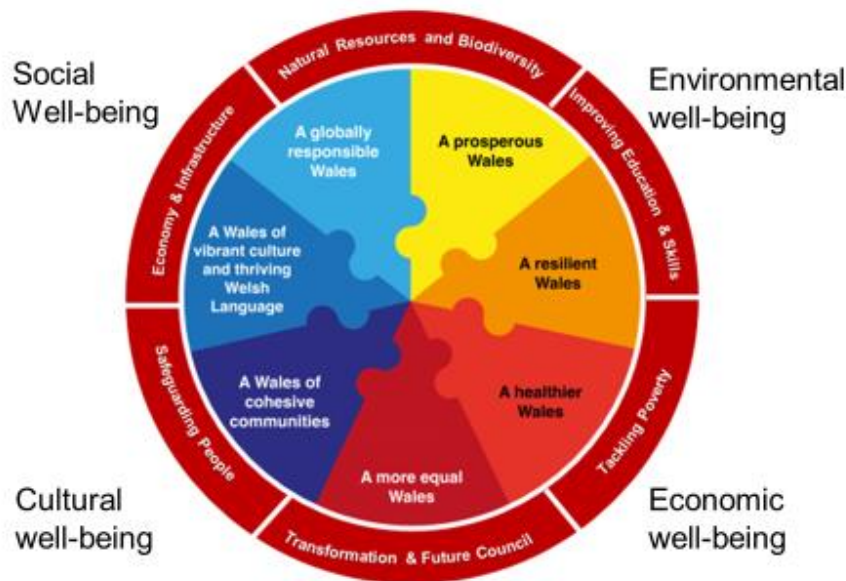 Social
Well-being
Environmental
well-being
Natural Resources and Biodiversity
Improving Education & Skills
Tackling Poverty
Transformation & Future Council
Safeguarding People
Economy & Infrastructure
A globally
responsible
Wales
A prosperous
Wales
A resilient
Wales
A healthier
Wales
A more equal
Wales
A Wales of
cohesive
communities
A Wales of
vibrant culture
and thriving
Welsh
Language
Cultural
well-being
Economic
well-being